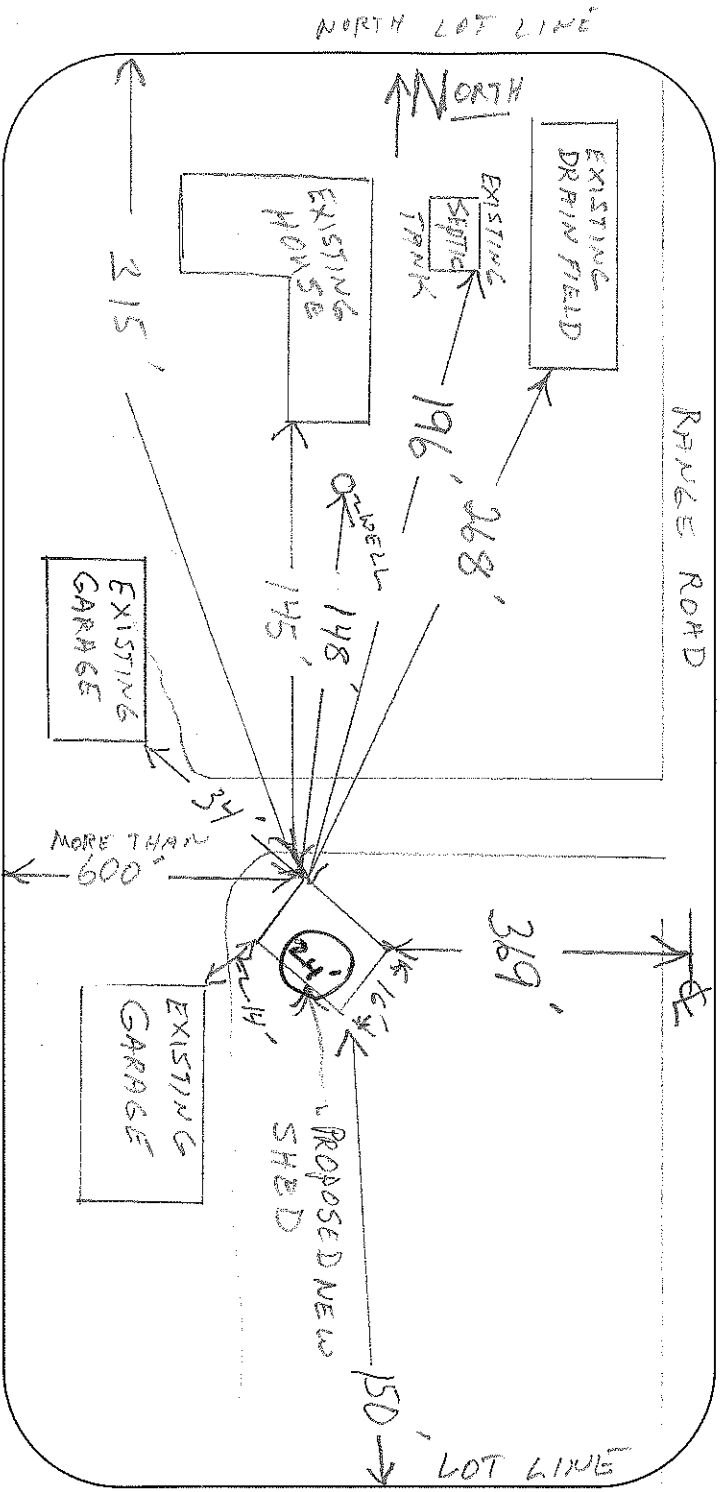 NORTH LOT LINE
NORTH
EXISTING
DRAIN FIELD
EXISTING
SEPTIC
TANK
EXISTING
HOUSE
RANGE ROAD
215'
196'
268'
WELL
148'
145'
EXISTING
GARAGE
34'
MORE THAN
600'
369'
℄
24'
16'
14'
EXISTING
GARAGE
PROPOSED NEW
SHED
150'
LOT LINE